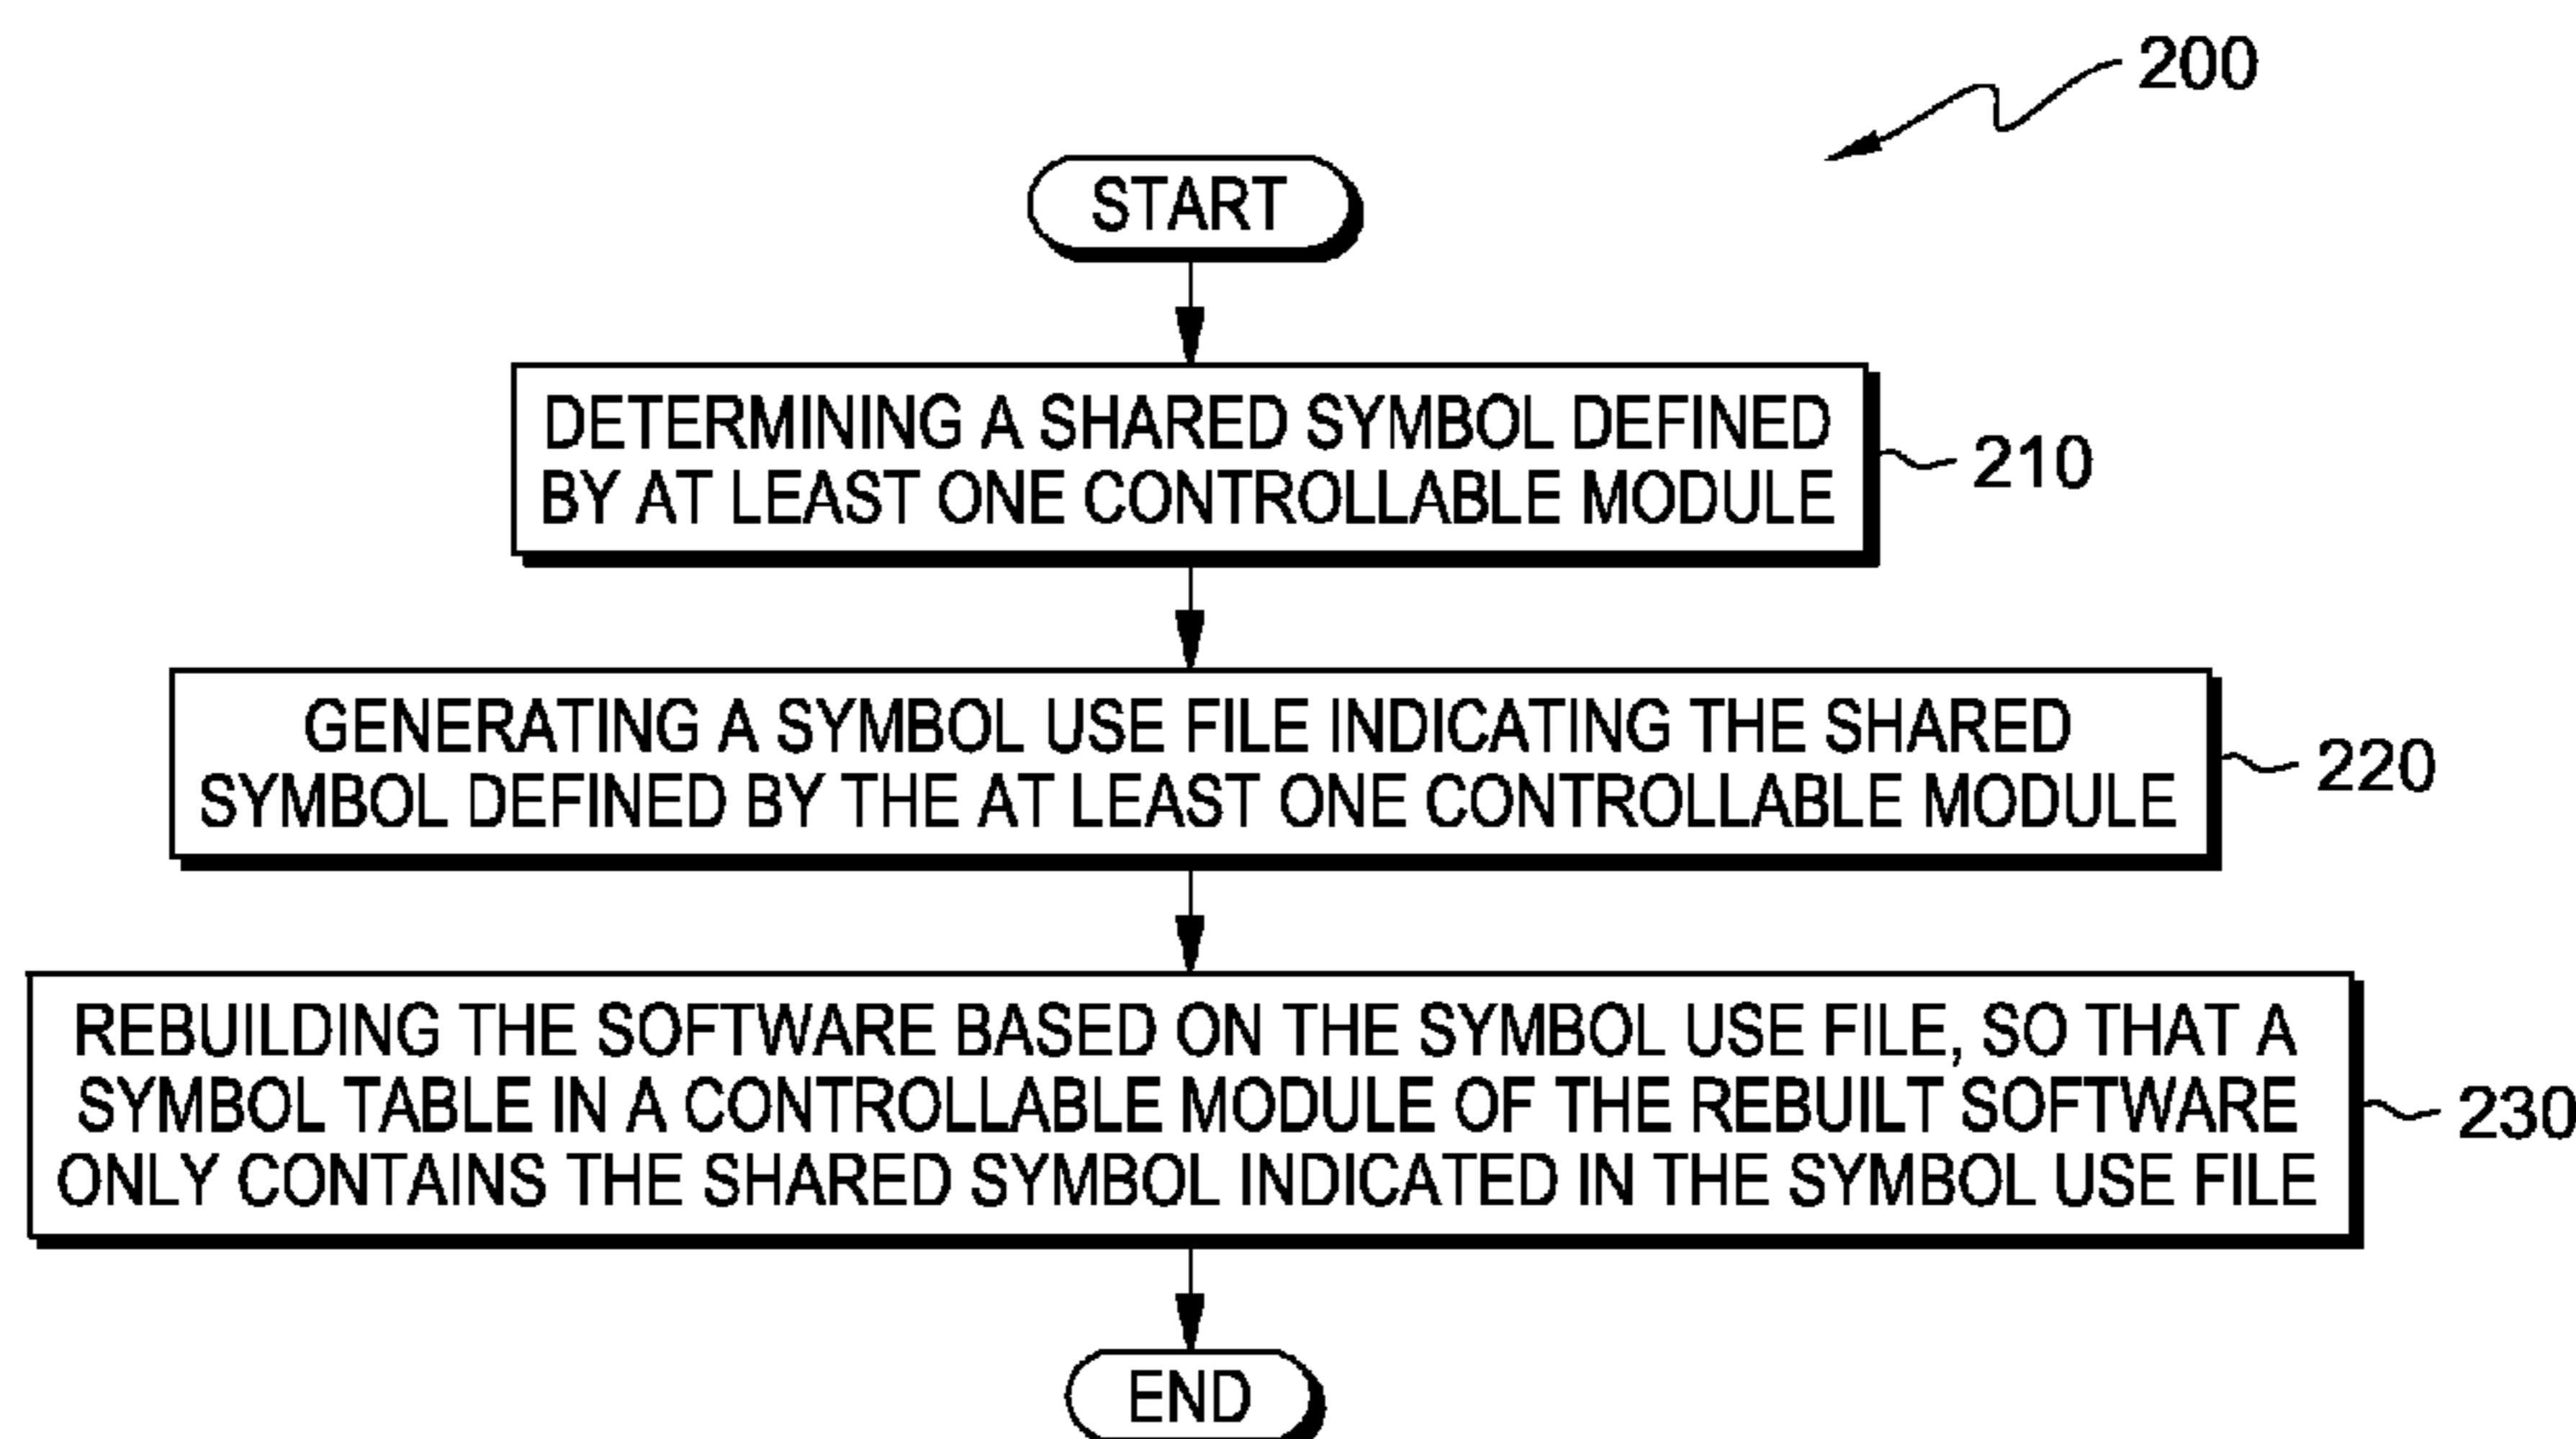 200
START
DETERMINING A SHARED SYMBOL DEFINED
BY AT LEAST ONE CONTROLLABLE MODULE
210
GENERATING A SYMBOL USE FILE INDICATING THE SHARED
SYMBOL DEFINED BY THE AT LEAST ONE CONTROLLABLE MODULE
220
REBUILDING THE SOFTWARE BASED ON THE SYMBOL USE FILE, SO THAT A
SYMBOL TABLE IN A CONTROLLABLE MODULE OF THE REBUILT SOFTWARE
ONLY CONTAINS THE SHARED SYMBOL INDICATED IN THE SYMBOL USE FILE
230
END